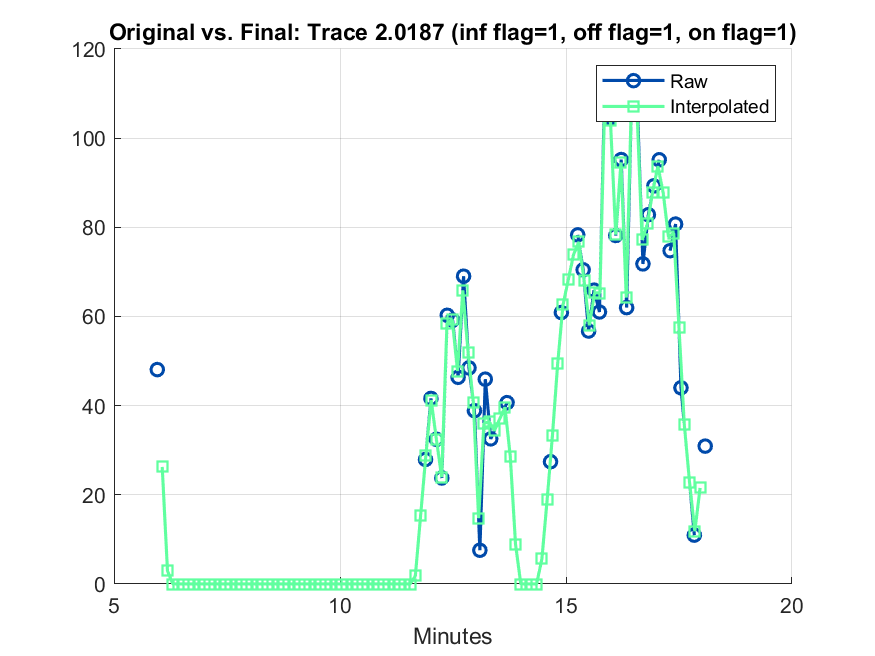 Original vs. Final: Trace 2.0187 (inf flag=1, off flag=1, on flag=1)
120
100
80
60
40
20
0
5
10
15
20
Minutes
Raw
Interpolated